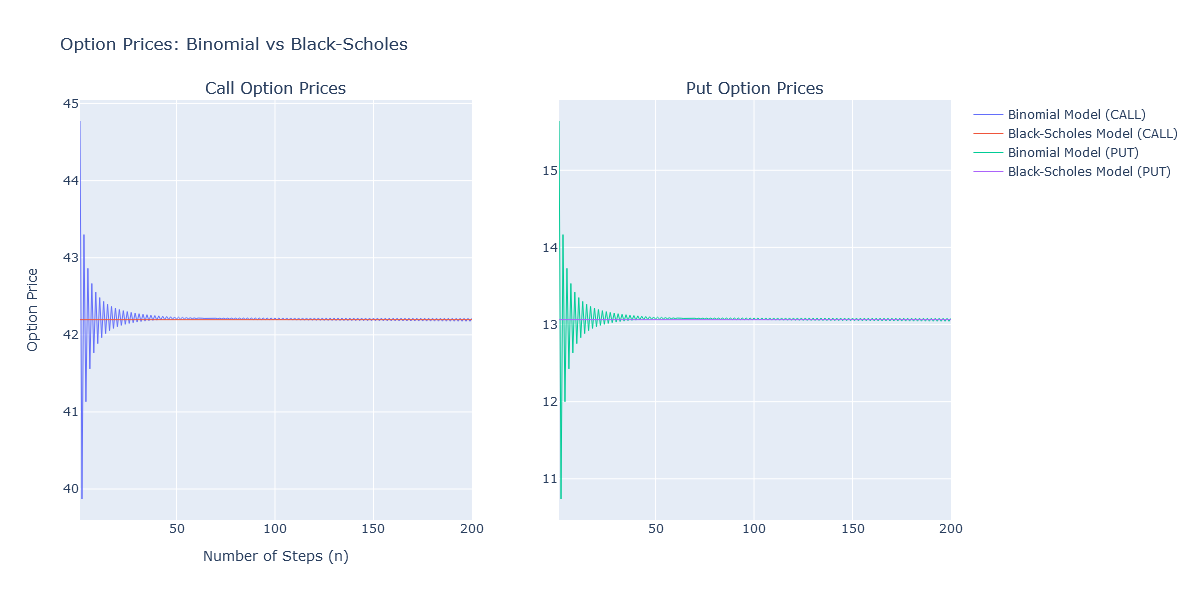 Option Prices: Binomial vs Black-Scholes
Call Option Prices
Put Option Prices
45
44
43
42
41
40
Option Price
50
100
150
200
Number of Steps (n)
15
14
13
12
11
50
100
150
200
Binomial Model (CALL)
Black-Scholes Model (CALL)
Binomial Model (PUT)
Black-Scholes Model (PUT)